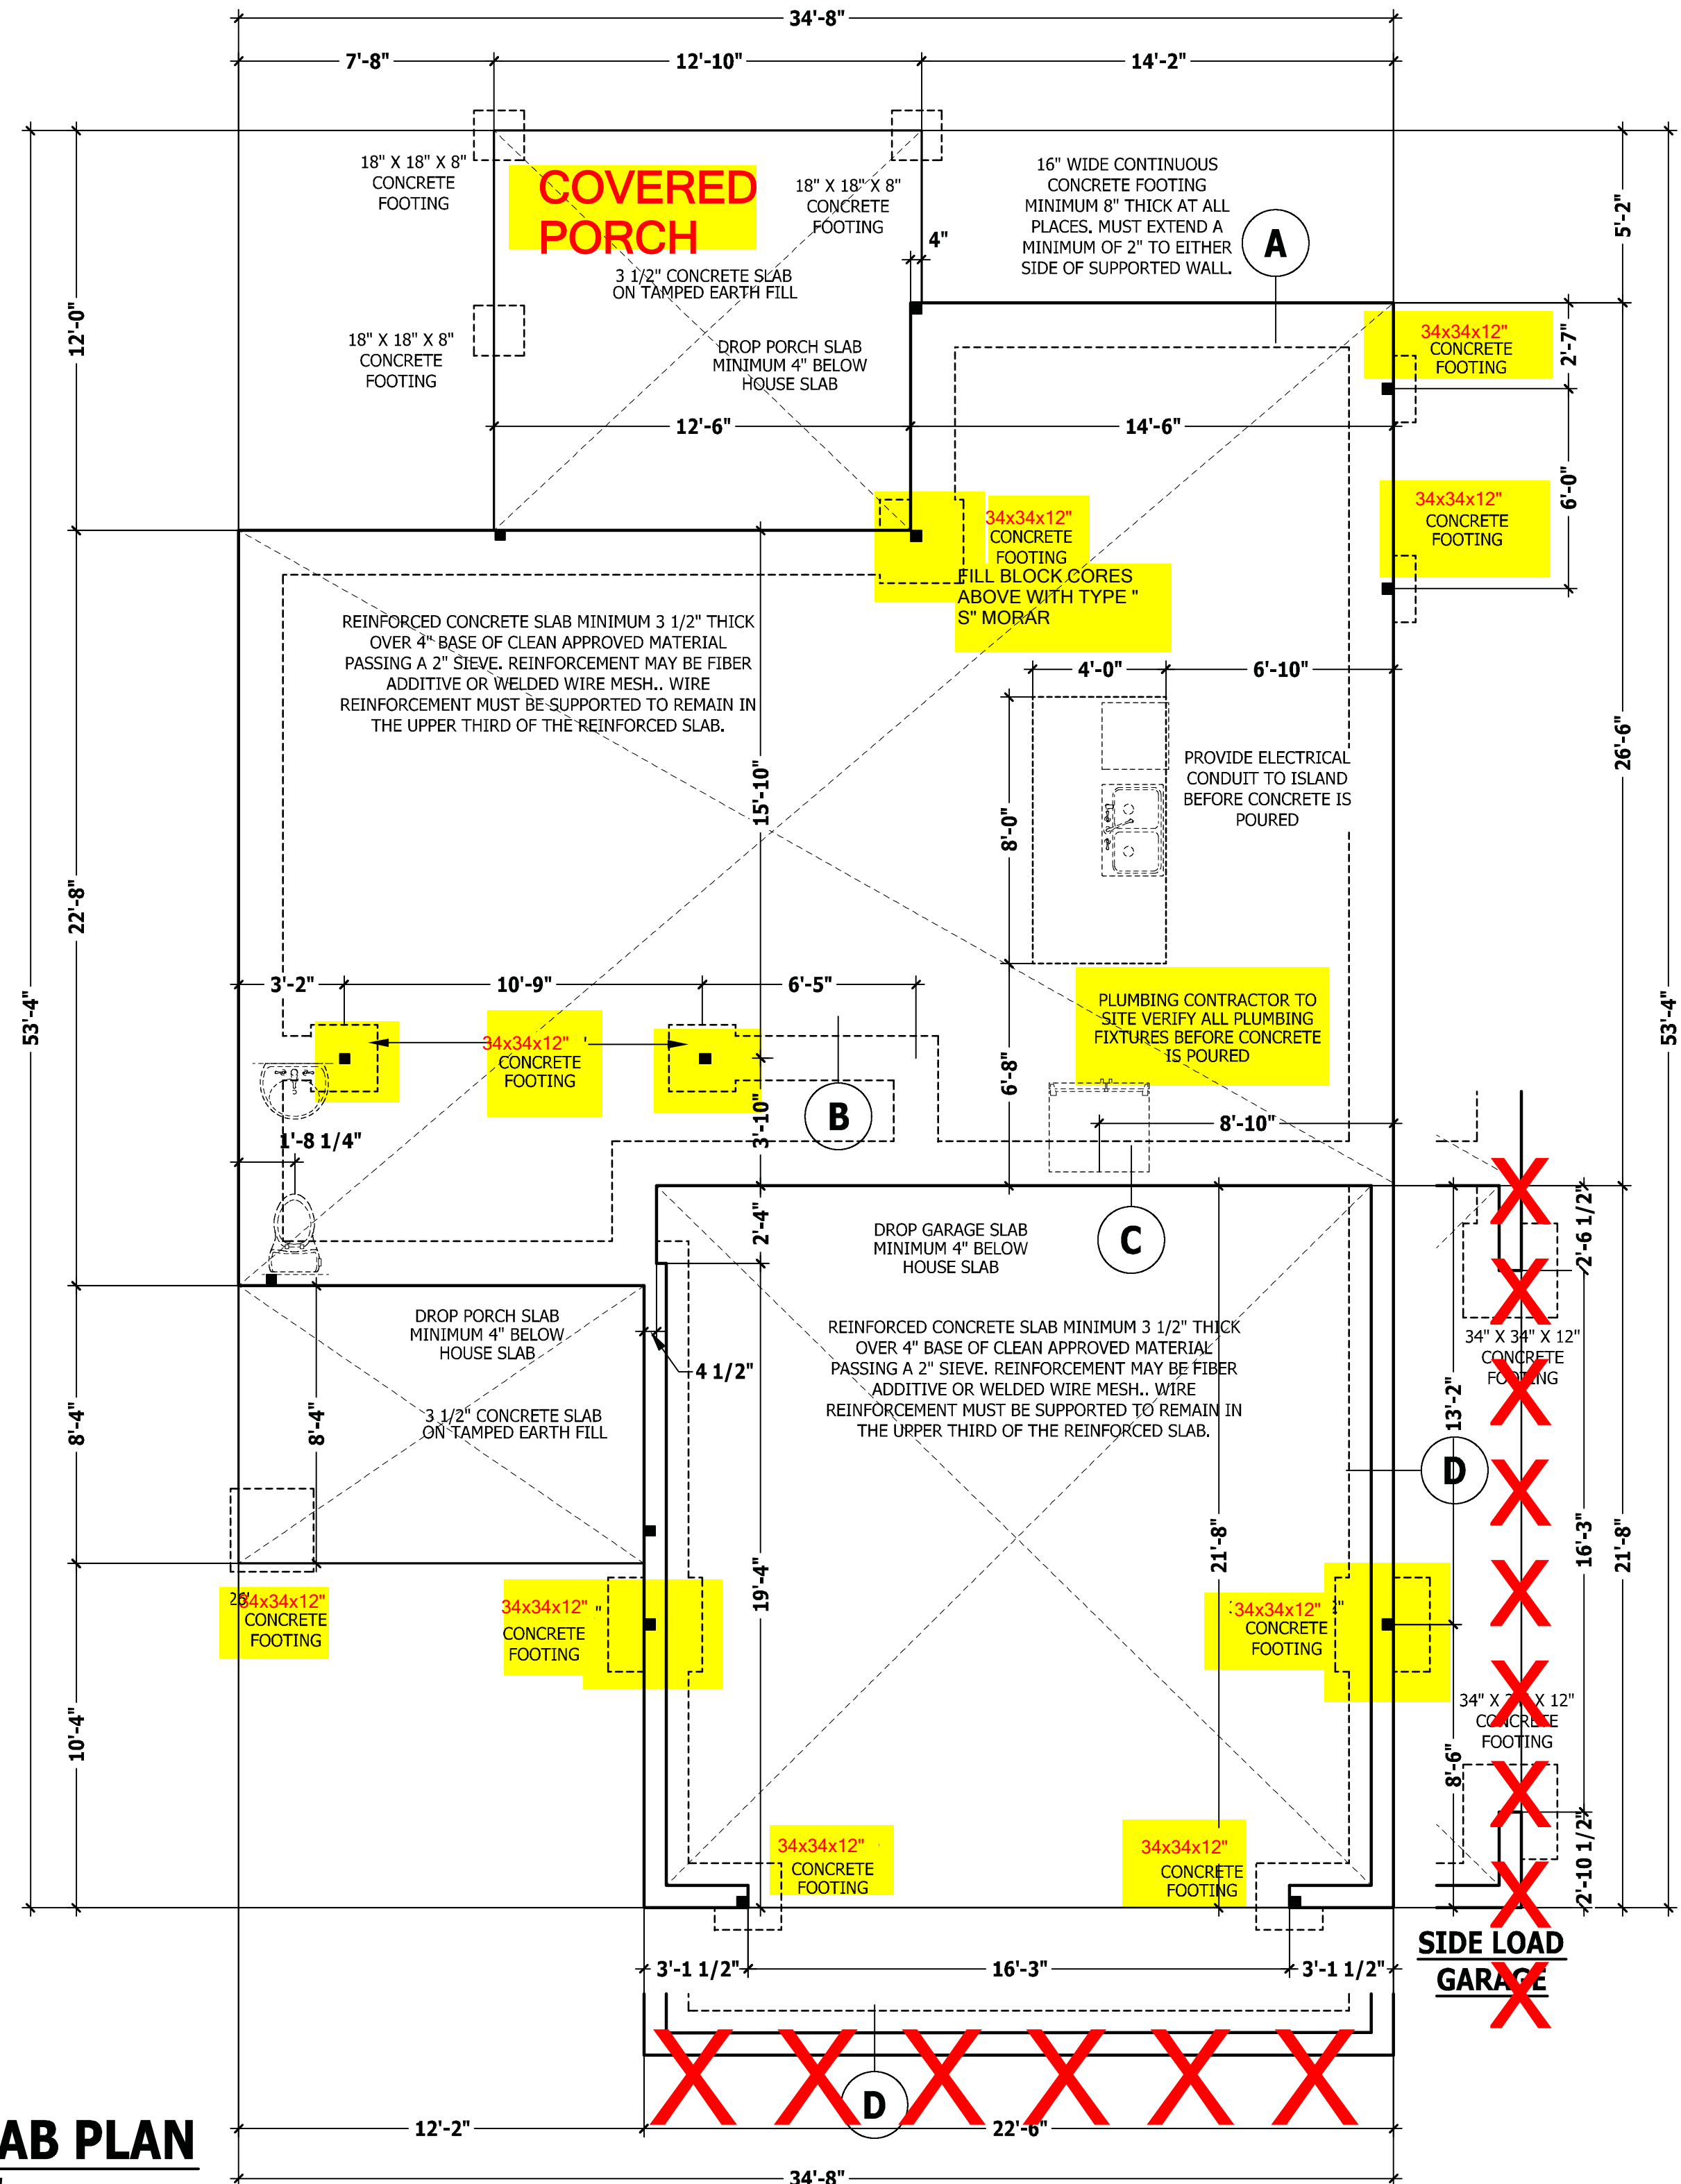 34'-8"
7'-8"
12'-10"
14'-2"
18" X 18" X 8"
CONCRETE
FOOTING
COVERED
PORCH
18" X 18" X 8"
CONCRETE
FOOTING
4"
16" WIDE CONTINUOUS
CONCRETE FOOTING
MINIMUM 8" THICK AT ALL
PLACES. MUST EXTEND A
MINIMUM OF 2" TO EITHER
SIDE OF SUPPORTED WALL.
A
5'-2"
3 1/2" CONCRETE SLAB
ON TAMPED EARTH FILL
12'-0"
18" X 18" X 8"
CONCRETE
FOOTING
DROP PORCH SLAB
MINIMUM 4" BELOW
HOUSE SLAB
34x34x12"
CONCRETE
FOOTING
2'-7"
12'-6"
14'-6"
34x34x12"
CONCRETE
FOOTING
6'-0"
34x34x12"
CONCRETE
FOOTING
FILL BLOCK CORES
ABOVE WITH TYPE "
S" MORAR
REINFORCED CONCRETE SLAB MINIMUM 3 1/2" THICK
OVER 4" BASE OF CLEAN APPROVED MATERIAL
PASSING A 2" SIEVE. REINFORCEMENT MAY BE FIBER
ADDITIVE OR WELDED WIRE MESH.. WIRE
REINFORCEMENT MUST BE SUPPORTED TO REMAIN IN
THE UPPER THIRD OF THE REINFORCED SLAB.
4'-0"
6'-10"
26'-6"
15'-10"
8'-0"
PROVIDE ELECTRICAL
CONDUIT TO ISLAND
BEFORE CONCRETE IS
POURED
22'-8"
53'-4"
53'-4"
3'-2"
10'-9"
6'-5"
34x34x12" '
CONCRETE
FOOTING
PLUMBING CONTRACTOR TO
SITE VERIFY ALL PLUMBING
FIXTURES BEFORE CONCRETE
IS POURED
6'-8"
3'-10"
B
8'-10"
1'-8 1/4"
2'-4"
DROP GARAGE SLAB
MINIMUM 4" BELOW
HOUSE SLAB
C
X
2'-6 1/2"
X
DROP PORCH SLAB
MINIMUM 4" BELOW
HOUSE SLAB
4 1/2"
REINFORCED CONCRETE SLAB MINIMUM 3 1/2" THICK
OVER 4" BASE OF CLEAN APPROVED MATERIAL
PASSING A 2" SIEVE. REINFORCEMENT MAY BE FIBER
ADDITIVE OR WELDED WIRE MESH.. WIRE
REINFORCEMENT MUST BE SUPPORTED TO REMAIN IN
THE UPPER THIRD OF THE REINFORCED SLAB.
34" X 34" X 12"
CONCRETE
FOOTING
X
13'-2"
8'-4"
8'-4"
3 1/2" CONCRETE SLAB
ON TAMPED EARTH FILL
D
X
16'-3"
21'-8"
21'-8"
19'-4"
X
34x34x12"
CONCRETE
FOOTING
34x34x12" "
CONCRETE
FOOTING
34x34x12"
CONCRETE
FOOTING
X
34" X X 12"
CONCRETE
FOOTING
10'-4"
8'-6"
X
34x34x12"
CONCRETE
FOOTING
34x34x12"
CONCRETE
FOOTING
X
2'-10 1/2"
SIDE LOAD
GARAGE
X
3'-1 1/2"
16'-3"
3'-1 1/2"
X X X X X X
D
AB PLAN
12'-2"
22'-6"
34'-8"